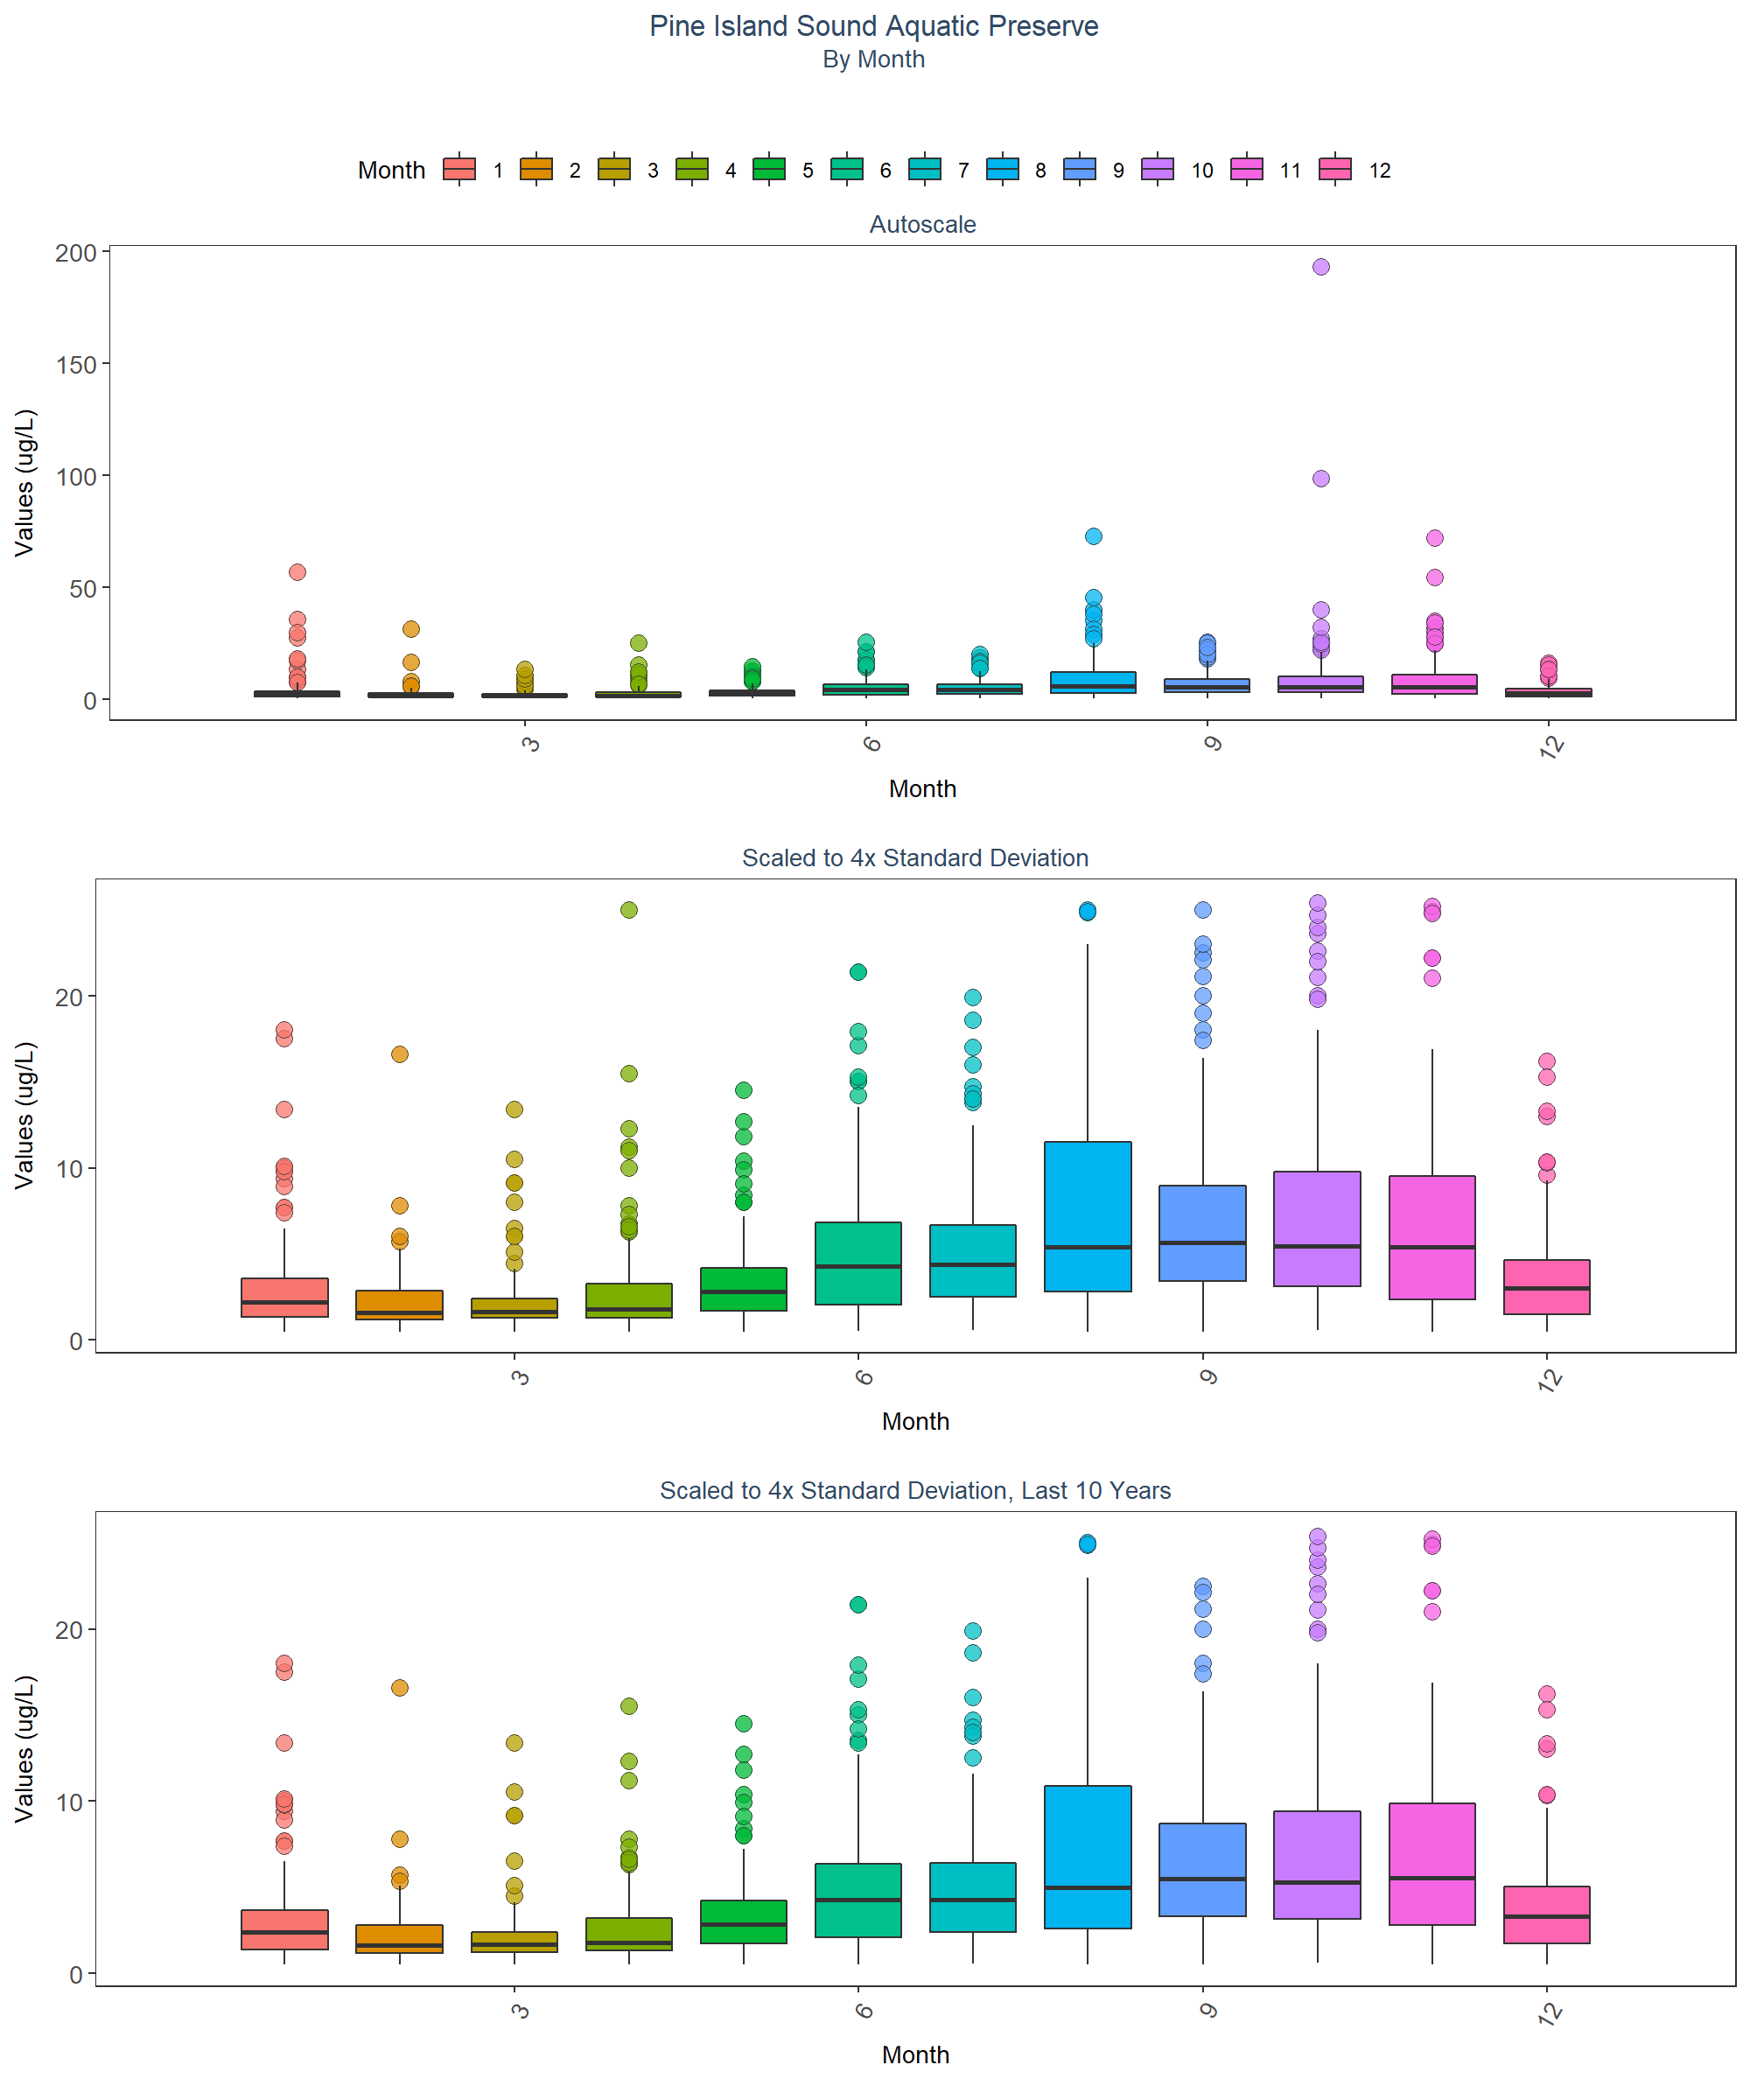 Pine Island Sound Aquatic Preserve
By Month
Month 1 2 3 4 5 6 7 8 9 10 11 12
Autoscale
Values (ug/L)
200
150
100
50
0
3 6 9 12
Month
Scaled to 4x Standard Deviation
Values (ug/L)
20
10
0
3 6 9 12
Month
Scaled to 4x Standard Deviation, Last 10 Years
Values (ug/L)
20
10
0
3 6 9 12
Month